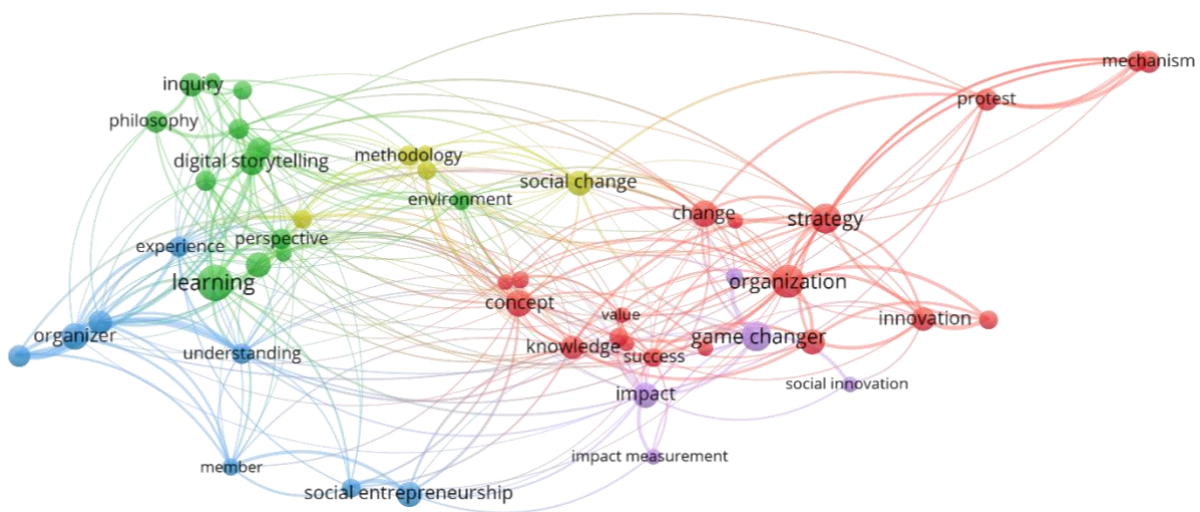 mechanism
protest
inquiry
philosophy
digital storytelling
methodology
social change
environment
change
strategy
experience
perspective
learning
organization
concept
value
innovation
organizer
understanding
knowledge
success
game changer
social innovation
impact
impact measurement
member
social entrepreneurship